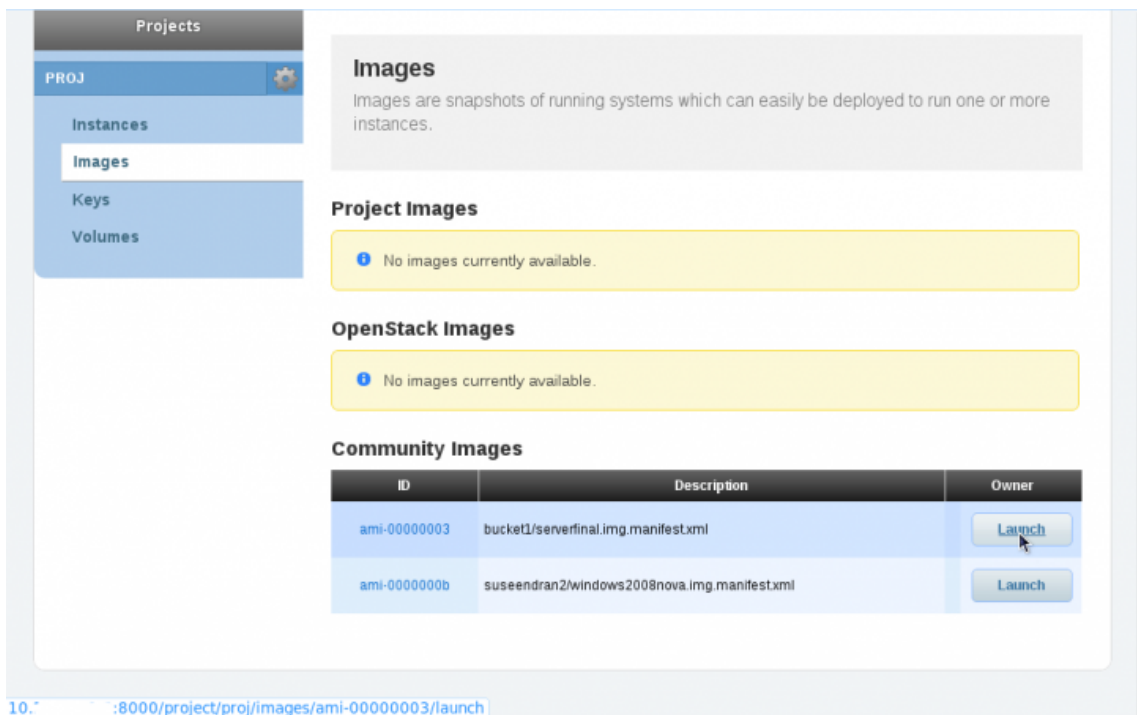 Projects
PROJ
Instances
Images
Keys
Volumes
Images
Images are snapshots of running systems which can easily be deployed to run one or more
instances.
Project Images
No images currently available.
OpenStack Images
No images currently available.
Community Images
ID Description Owner
ami-00000003 bucket1/serverfinal.img.manifest.xml Launch
ami-0000000b suseendran2/windows2008nova.img.manifest.xml Launch
10. :8000/project/proj/images/ami-00000003/launch